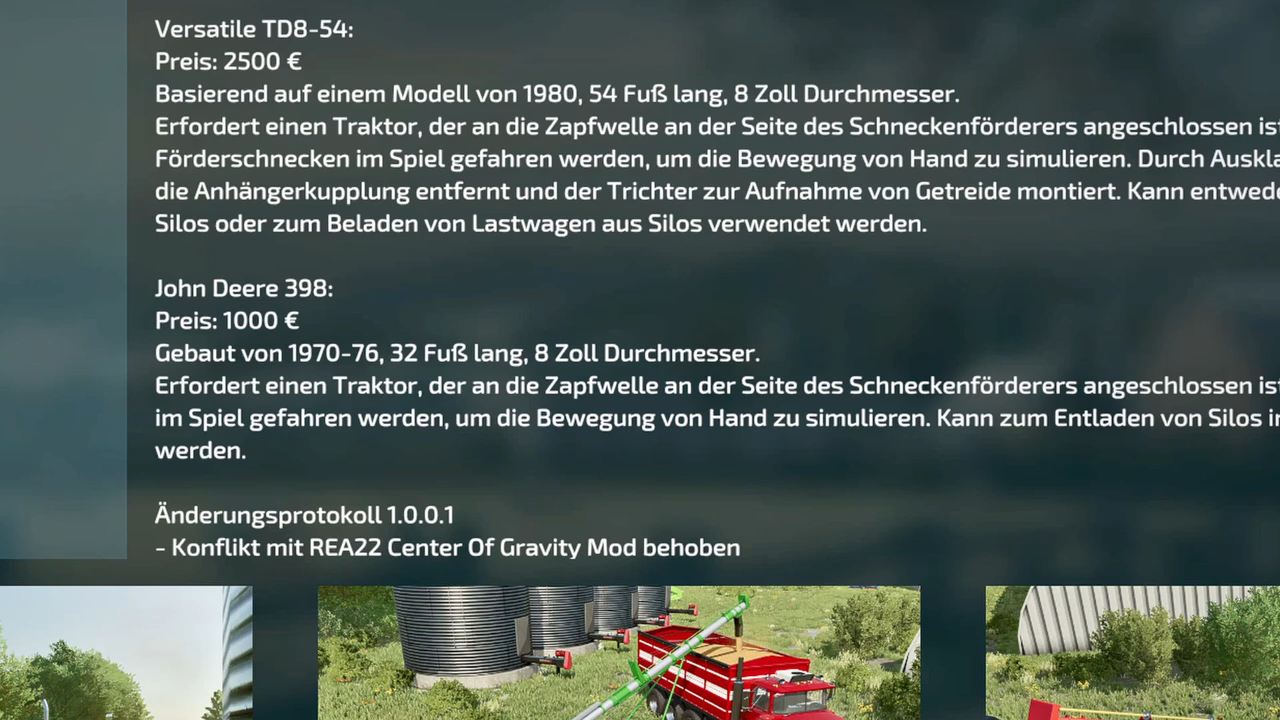 Versatile TD8-54:
Preis: 2500 €
Basierend auf einem Modell von 1980, 54 Fuß lang, 8 Zoll Durchmesser.
Erfordert einen Traktor, der an die Zapfwelle an der Seite des Schneckenförderers angeschlossen
Förderschnecken im Spiel gefahren werden, um die Bewegung von Hand zu simulieren. Durch
die Anhängerkupplung entfernt und der Trichter zur Aufnahme von Getreide montiert. Kann
Silos oder zum Beladen von Lastwagen aus Silos verwendet werden.
John Deere 398:
Preis: 1000 €
Gebaut von 1970-76, 32 Fuß lang, 8 Zoll Durchmesser.
Erfordert einen Traktor, der an die Zapfwelle an der Seite des Schneckenförderers angeschlossen
im Spiel gefahren werden, um die Bewegung von Hand zu simulieren. Kann zum Entladen von Silos
werden.
Änderungsprotokoll 1.0.0.1
- Konflikt mit REA22 Center Of Gravity Mod behoben